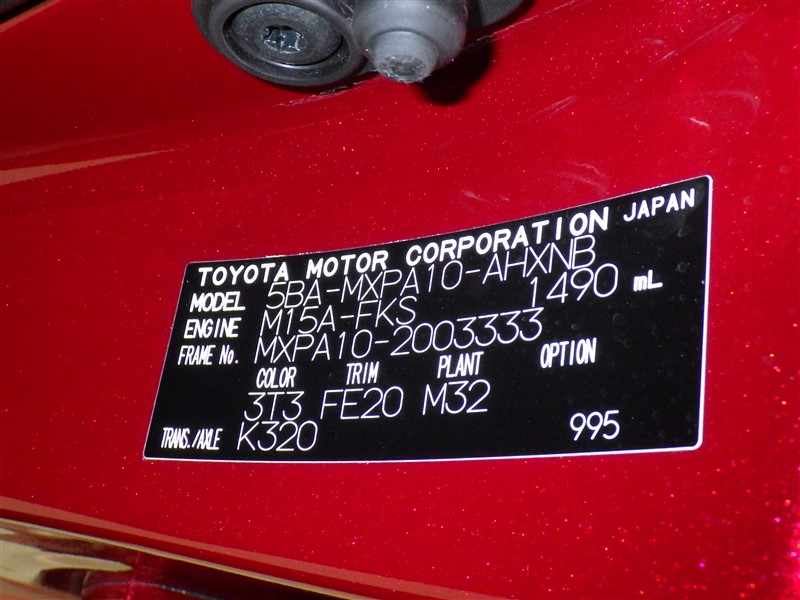 TOYOTA MOTOR CORPORATION JAPAN
MODEL 5BA-MXPA10-AHXNB
ENGINE M15A-FKS 1490 mL
FRAME No. MXPA10-2003333
COLOR TRIM PLANT OPTION
3T3 FE20 M32
TRANS./AXLE K320 995